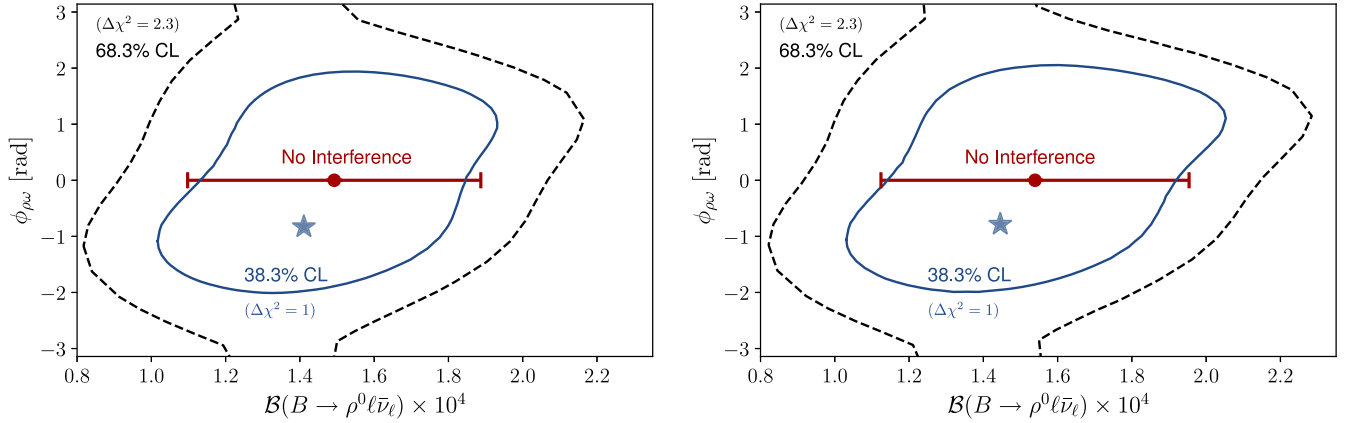 (Δχ² = 2.3)
68.3% CL
3
2
1
0
−1
−2
−3
ϕρω [rad]
No Interference
38.3% CL
(Δχ² = 1)
0.8 1.0 1.2 1.4 1.6 1.8 2.0 2.2
ℬ(B → ρ⁰ℓν̄ℓ) × 10⁴
(Δχ² = 2.3)
68.3% CL
3
2
1
0
−1
−2
−3
ϕρω [rad]
No Interference
38.3% CL
(Δχ² = 1)
0.8 1.0 1.2 1.4 1.6 1.8 2.0 2.2
ℬ(B → ρ⁰ℓν̄ℓ) × 10⁴